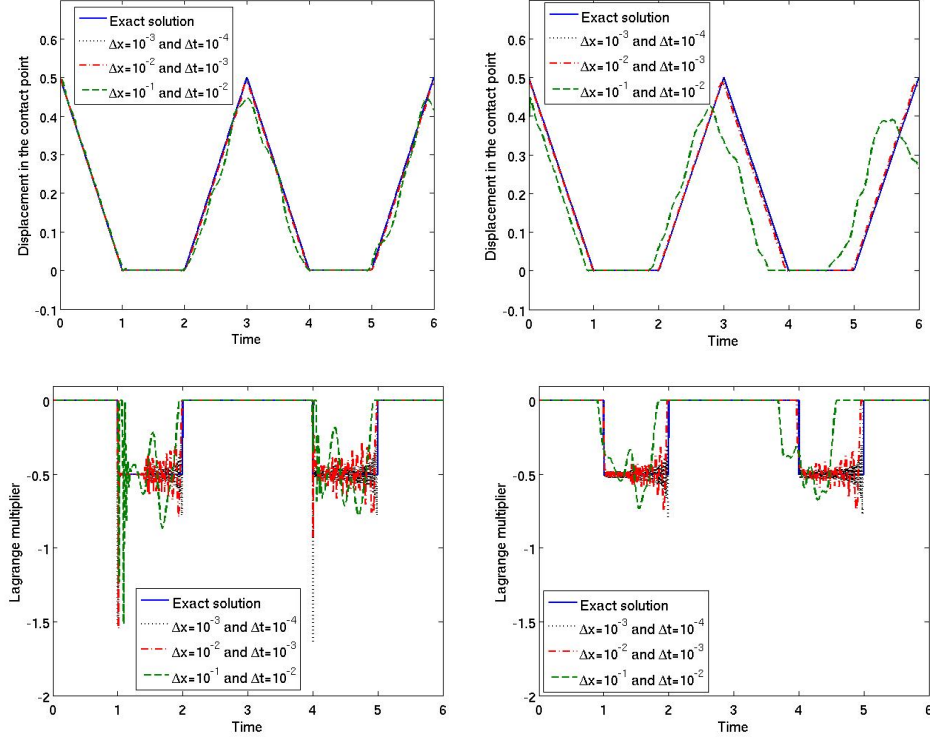 Exact solution
Δx=10⁻³ and Δt=10⁻⁴
Δx=10⁻² and Δt=10⁻³
Δx=10⁻¹ and Δt=10⁻²
Displacement in the contact point
0.6
0.5
0.4
0.3
0.2
0.1
0
-0.1
0 1 2 3 4 5 6
Time
Exact solution
Δx=10⁻³ and Δt=10⁻⁴
Δx=10⁻² and Δt=10⁻³
Δx=10⁻¹ and Δt=10⁻²
Displacement in the contact point
0.6
0.5
0.4
0.3
0.2
0.1
0
-0.1
0 1 2 3 4 5 6
Time
Lagrange multiplier
0
-0.5
-1
-1.5
-2
Exact solution
Δx=10⁻³ and Δt=10⁻⁴
Δx=10⁻² and Δt=10⁻³
Δx=10⁻¹ and Δt=10⁻²
0 1 2 3 4 5 6
Time
Lagrange multiplier
0
-0.5
-1
-1.5
-2
Exact solution
Δx=10⁻³ and Δt=10⁻⁴
Δx=10⁻² and Δt=10⁻³
Δx=10⁻¹ and Δt=10⁻²
0 1 2 3 4 5 6
Time